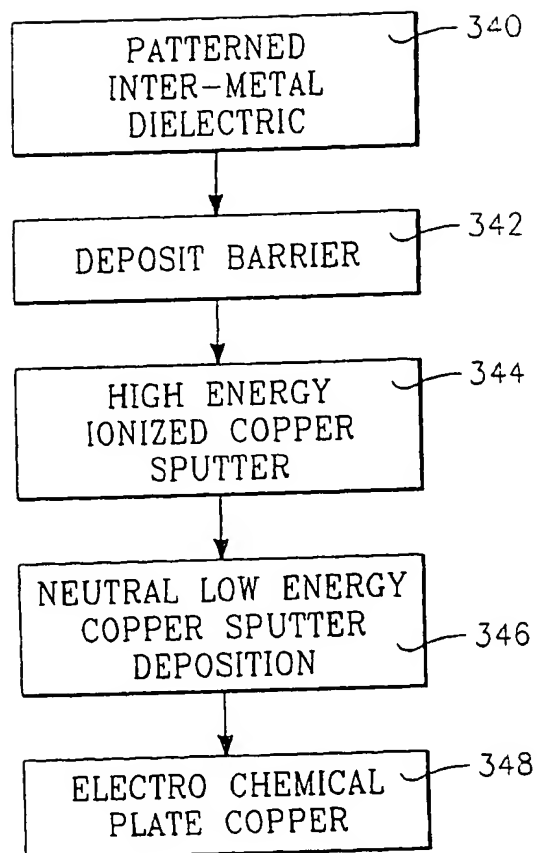 PATTERNED
INTER-METAL
DIELECTRIC
340
DEPOSIT BARRIER
342
HIGH ENERGY
IONIZED COPPER
SPUTTER
344
NEUTRAL LOW ENERGY
COPPER SPUTTER
DEPOSITION
346
ELECTRO CHEMICAL
PLATE COPPER
348